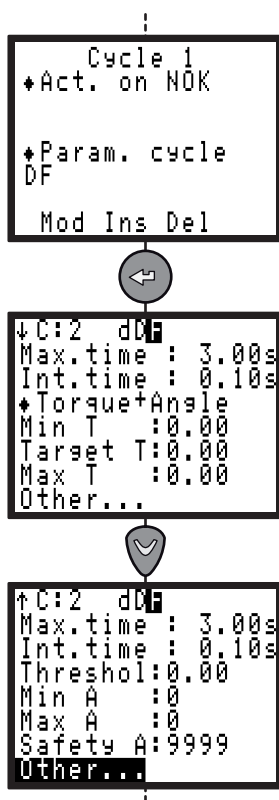 Cycle 1
♦Act. on NOK
♦Param. cycle
DF
Mod Ins Del
↓C:2 dDF
Max.time : 3.00s
Int.time : 0.10s
♦Torque+Angle
Min T :0.00
Target T:0.00
Max T :0.00
Other...
↑C:2 dDF
Max.time : 3.00s
Int.time : 0.10s
Threshol:0.00
Min A :0
Max A :0
Safety A:9999
Other...